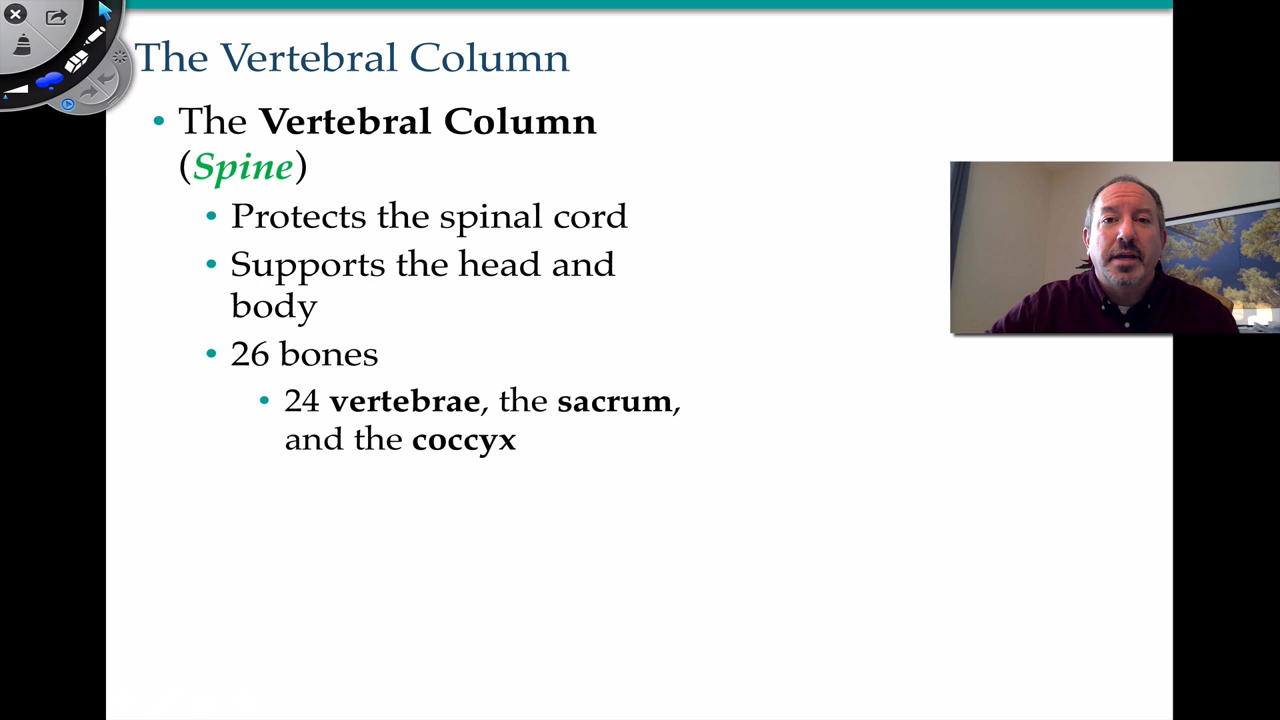 The Vertebral Column
• The Vertebral Column
(Spine)
• Protects the spinal cord
• Supports the head and
body
• 26 bones
• 24 vertebrae, the sacrum,
and the coccyx